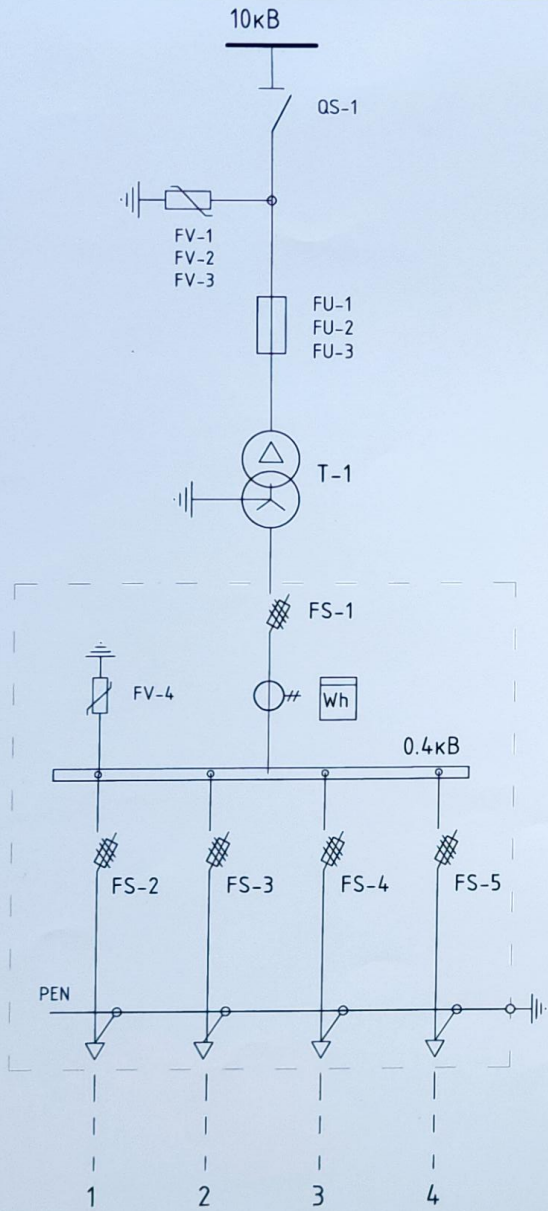 10кВ
QS-1
FV-1
FV-2
FV-3
FU-1
FU-2
FU-3
T-1
FS-1
FV-4
Wh
0.4кВ
FS-2
FS-3
FS-4
FS-5
PEN
1
2
3
4